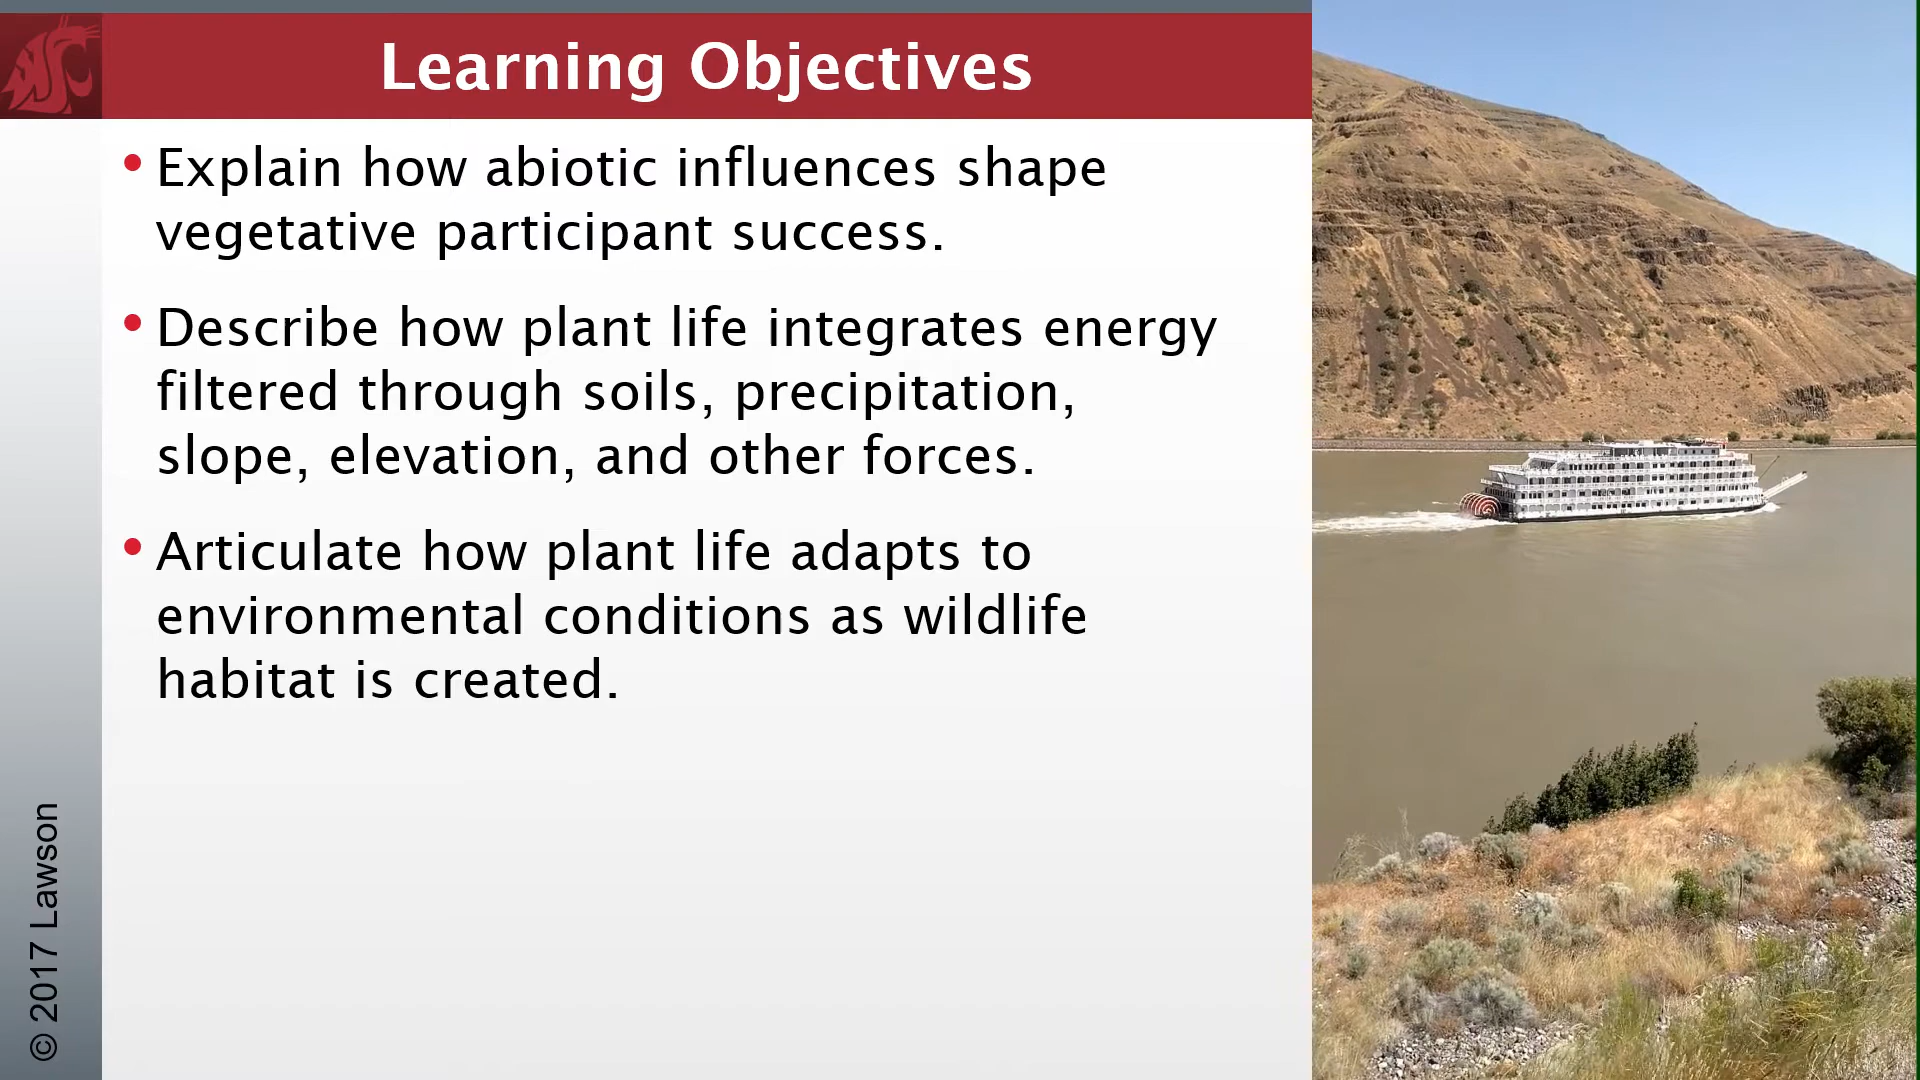 Learning Objectives
• Explain how abiotic influences shape
vegetative participant success.
• Describe how plant life integrates energy
filtered through soils, precipitation,
slope, elevation, and other forces.
• Articulate how plant life adapts to
environmental conditions as wildlife
habitat is created.
© 2017 Lawson